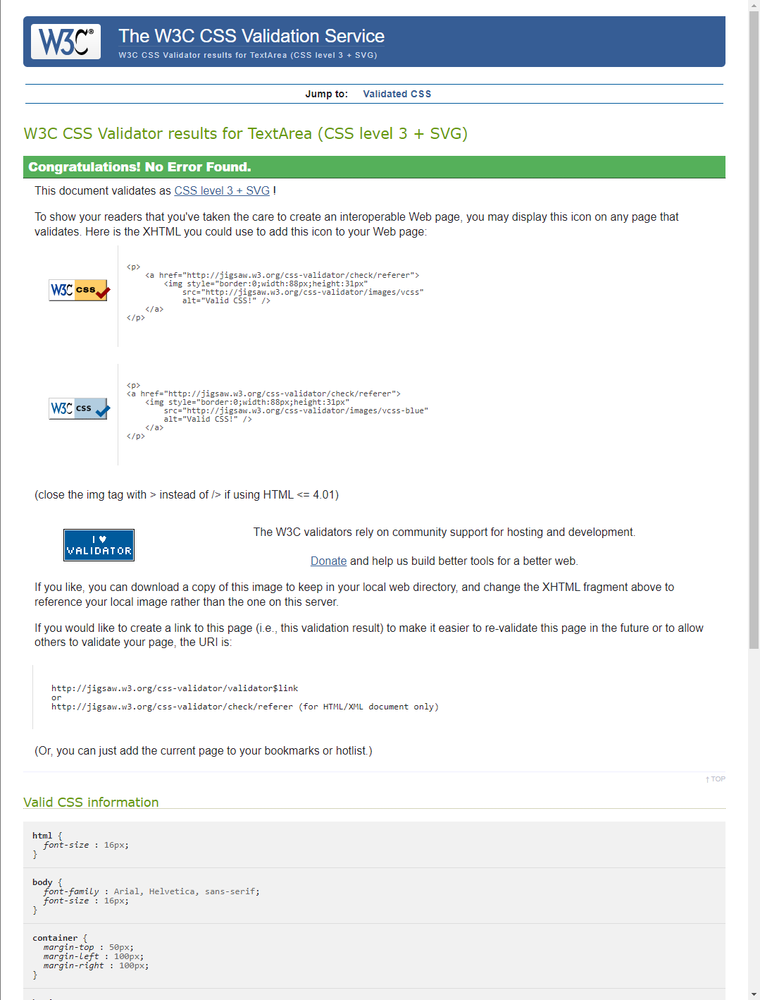 W3C®
The W3C CSS Validation Service
W3C CSS Validator results for TextArea (CSS level 3 + SVG)
Jump to: Validated CSS
W3C CSS Validator results for TextArea (CSS level 3 + SVG)
Congratulations! No Error Found.
This document validates as CSS level 3 + SVG !
To show your readers that you've taken the care to create an interoperable Web page, you may display this icon on any page that
validates. Here is the XHTML you could use to add this icon to your Web page:
W3C css
<p>
<a href="http://jigsaw.w3.org/css-validator/check/referer">
<img style="border:0;width:88px;height:31px"
src="http://jigsaw.w3.org/css-validator/images/vcss"
alt="Valid CSS!" />
</a>
</p>
W3C css
<p>
<a href="http://jigsaw.w3.org/css-validator/check/referer">
<img style="border:0;width:88px;height:31px"
src="http://jigsaw.w3.org/css-validator/images/vcss-blue"
alt="Valid CSS!" />
</a>
</p>
(close the img tag with > instead of /> if using HTML <= 4.01)
I ♥
VALIDATOR
The W3C validators rely on community support for hosting and development.
Donate and help us build better tools for a better web.
If you like, you can download a copy of this image to keep in your local web directory, and change the XHTML fragment above to
reference your local image rather than the one on this server.
If you would like to create a link to this page (i.e., this validation result) to make it easier to re-validate this page in the future or to allow
others to validate your page, the URI is:
http://jigsaw.w3.org/css-validator/validator$link
or
http://jigsaw.w3.org/css-validator/check/referer (for HTML/XML document only)
(Or, you can just add the current page to your bookmarks or hotlist.)
↑ TOP
Valid CSS information
html {
font-size : 16px;
}
body {
font-family : Arial, Helvetica, sans-serif;
font-size : 16px;
}
container {
margin-top : 50px;
margin-left : 100px;
margin-right : 100px;
}